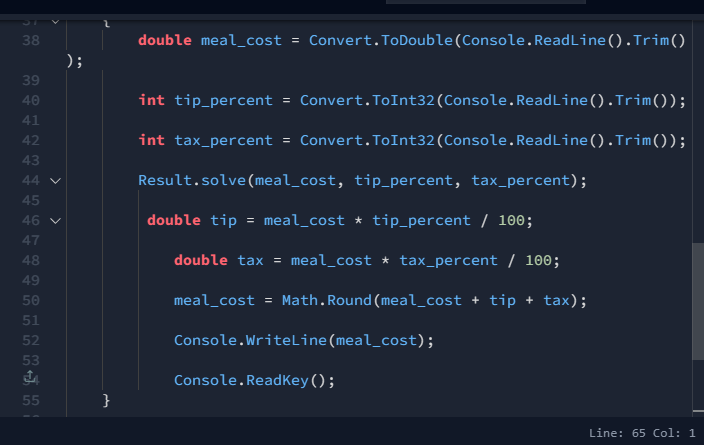 37 {
38 double meal_cost = Convert.ToDouble(Console.ReadLine().Trim()
);
39
40 int tip_percent = Convert.ToInt32(Console.ReadLine().Trim());
41
42 int tax_percent = Convert.ToInt32(Console.ReadLine().Trim());
43
44 Result.solve(meal_cost, tip_percent, tax_percent);
45
46 double tip = meal_cost * tip_percent / 100;
47
48 double tax = meal_cost * tax_percent / 100;
49
50 meal_cost = Math.Round(meal_cost + tip + tax);
51
52 Console.WriteLine(meal_cost);
53
54 Console.ReadKey();
55 }
Line: 65 Col: 1